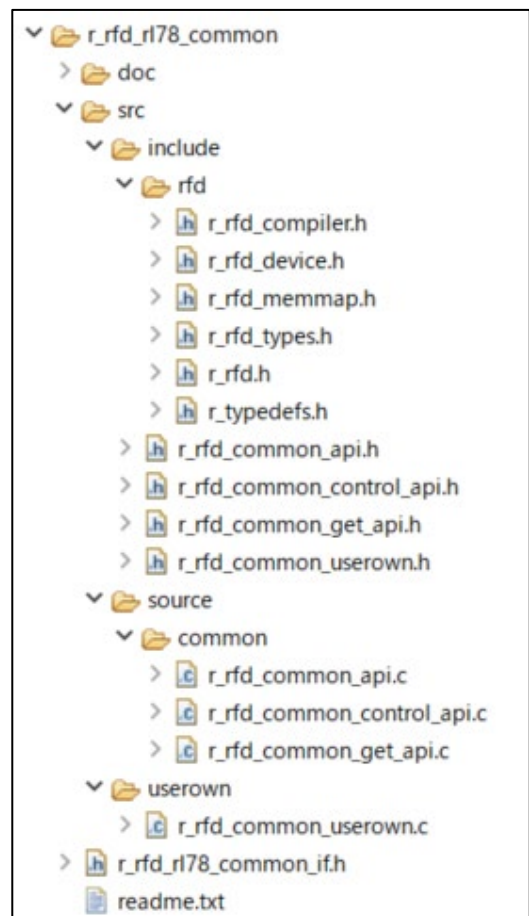 r_rfd_rl78_common
doc
src
include
rfd
r_rfd_compiler.h
r_rfd_device.h
r_rfd_memmap.h
r_rfd_types.h
r_rfd.h
r_typedefs.h
r_rfd_common_api.h
r_rfd_common_control_api.h
r_rfd_common_get_api.h
r_rfd_common_userown.h
source
common
r_rfd_common_api.c
r_rfd_common_control_api.c
r_rfd_common_get_api.c
userown
r_rfd_common_userown.c
r_rfd_rl78_common_if.h
readme.txt